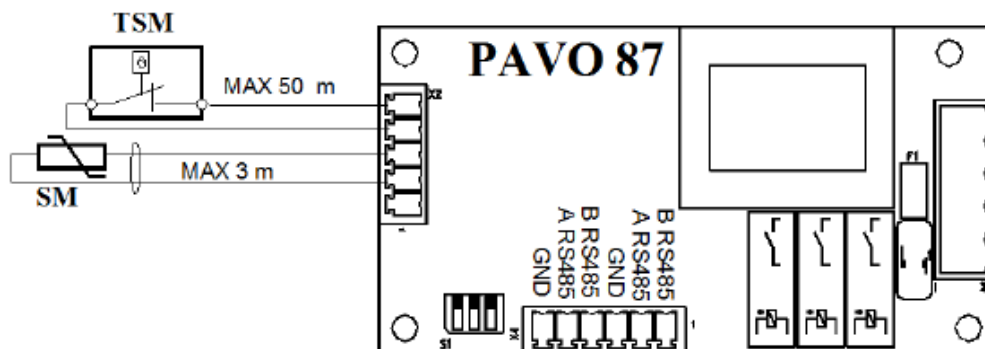 TSM
θ
MAX 50 m
SM
MAX 3 m
PAVO 87
X2
1
F1
GND
A RS485
B RS485
GND
A RS485
B RS485
S1
X4
1